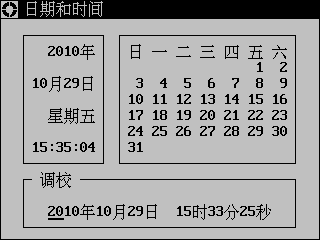 日期和时间
2010年
10月29日
星期五
15:35:04
日 一 二 三 四 五 六
1 2
3 4 5 6 7 8 9
10 11 12 13 14 15 16
17 18 19 20 21 22 23
24 25 26 27 28 29 30
31
调校
2010年10月29日 15时33分25秒